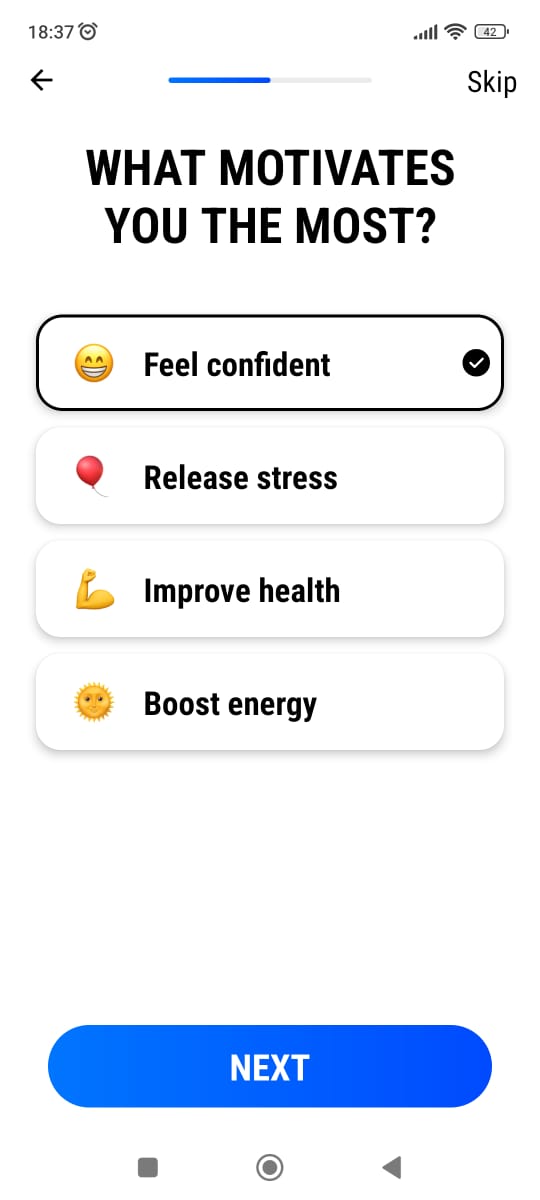 18:37
42
Skip
WHAT MOTIVATES
YOU THE MOST?
Feel confident
Release stress
Improve health
Boost energy
NEXT